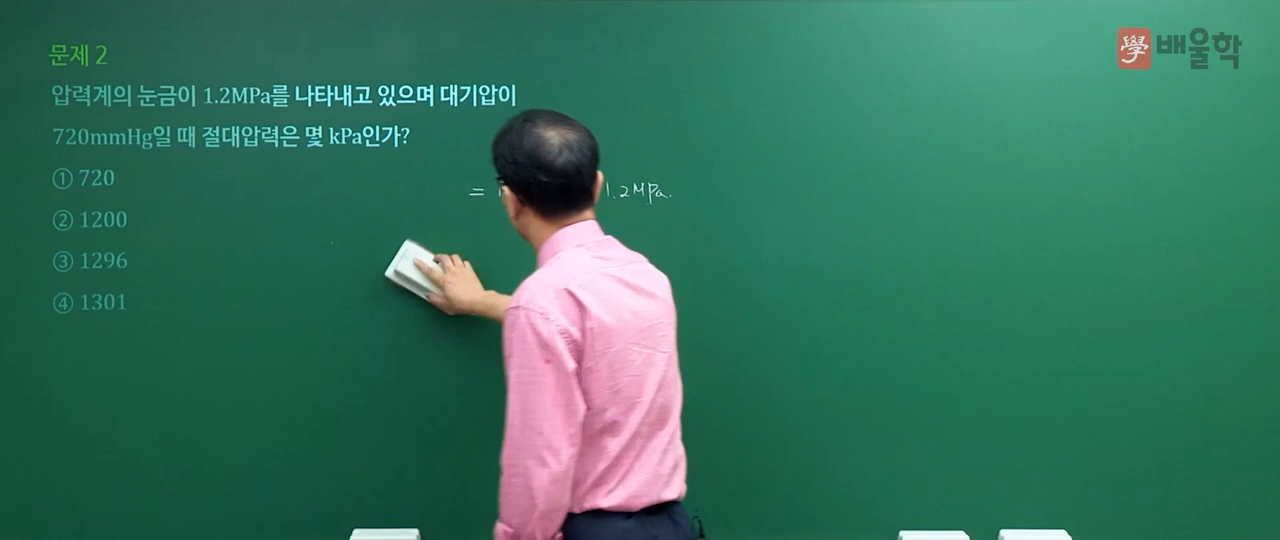 문제 2
압력계의 눈금이 1.2MPa를 나타내고 있으며 대기압이
720mmHg일 때 절대압력은 몇 kPa인가?
① 720
② 1200
③ 1296
④ 1301
= 1.2MPa.
學 배울학